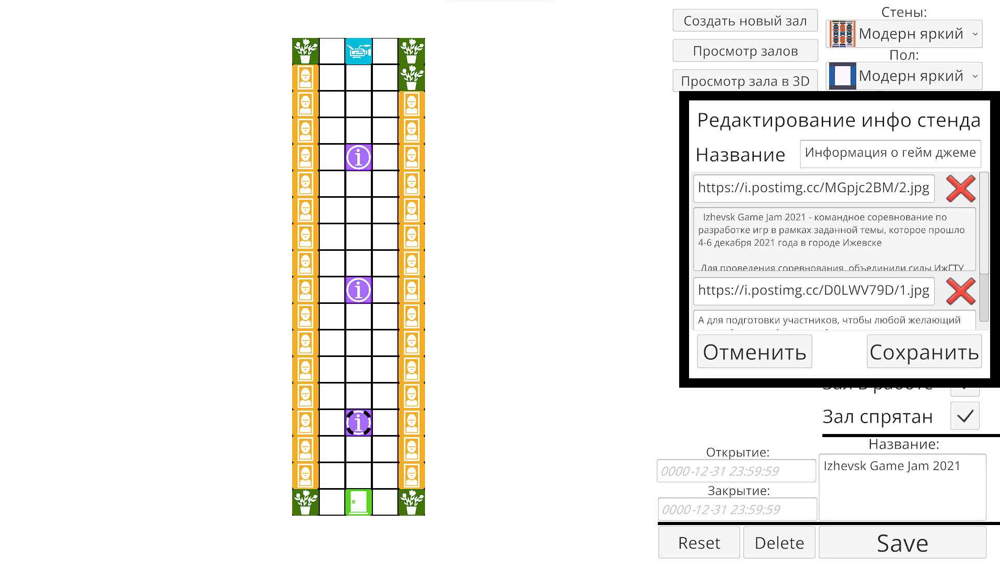 Создать новый зал
Просмотр залов
Просмотр зала в 3D
Стены:
Модерн яркий
Пол:
Модерн яркий
Редактирование инфо стенда
Название
Информация о гейм джеме
https://i.postimg.cc/MGpjc2BM/2.jpg
Izhevsk Game Jam 2021 - командное соревнование по
разработке игр в рамках заданной темы, которое прошло
4-6 декабря 2021 года в городе Ижевске
Для проведения соревнования, объединили силы ИжГТУ
https://i.postimg.cc/D0LWV79D/1.jpg
А для подготовки участников, чтобы любой желающий
Отменить
Сохранить
Зал в работе
Зал спрятан
Название:
Izhevsk Game Jam 2021
Открытие:
0000-12-31 23:59:59
Закрытие:
0000-12-31 23:59:59
Reset
Delete
Save